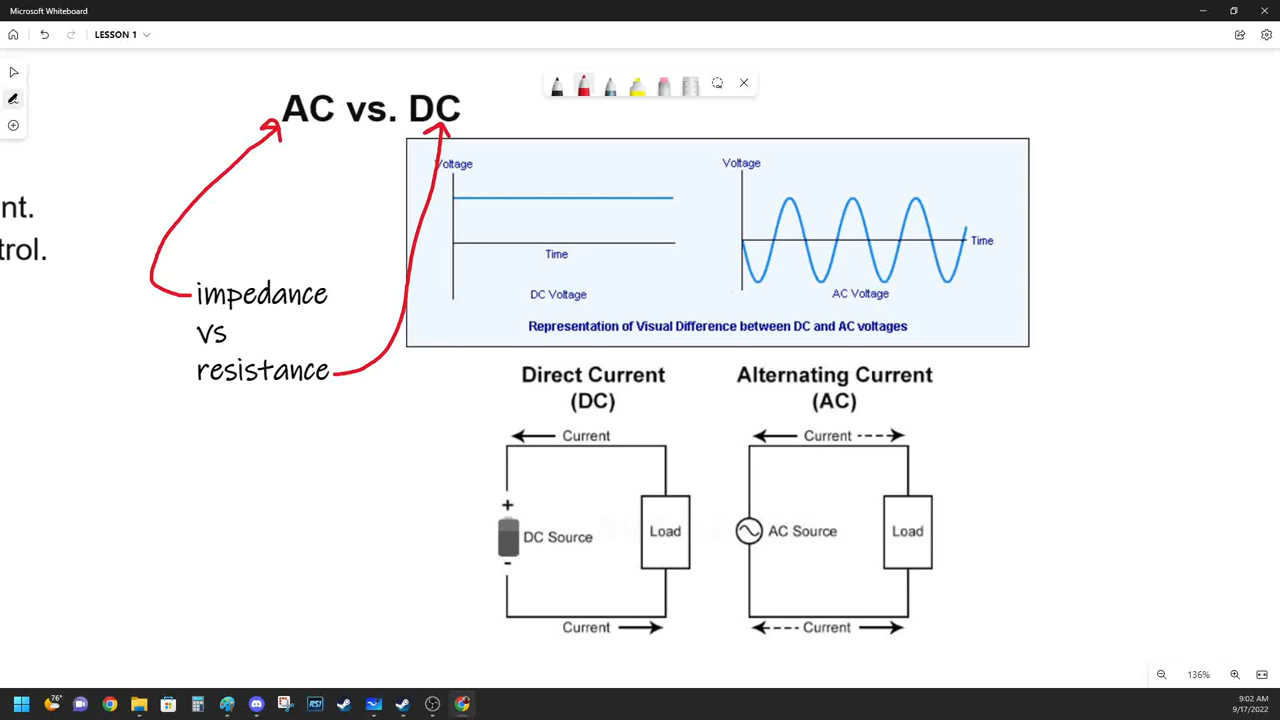 Microsoft Whiteboard
LESSON 1
AC vs. DC
nt.
trol.
impedance
vs
resistance
Voltage
Time
DC Voltage
Voltage
Time
AC Voltage
Representation of Visual Difference between DC and AC voltages
Direct Current
(DC)
Current
+
DC Source
-
Load
Current
Alternating Current
(AC)
Current
AC Source
Load
Current
136%
76°
RSI
9:02 AM
9/17/2022